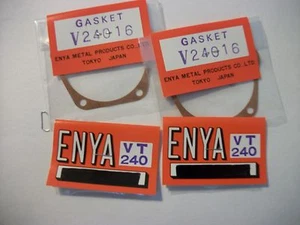 GASKET
V24016
ENYA METAL PRODUCTS CO., LTD.
TOKYO JAPAN
GASKET
V24016
ENYA METAL PRODUCTS CO., LTD.
TOKYO JAPAN
ENYA VT
240
ENYA VT
240